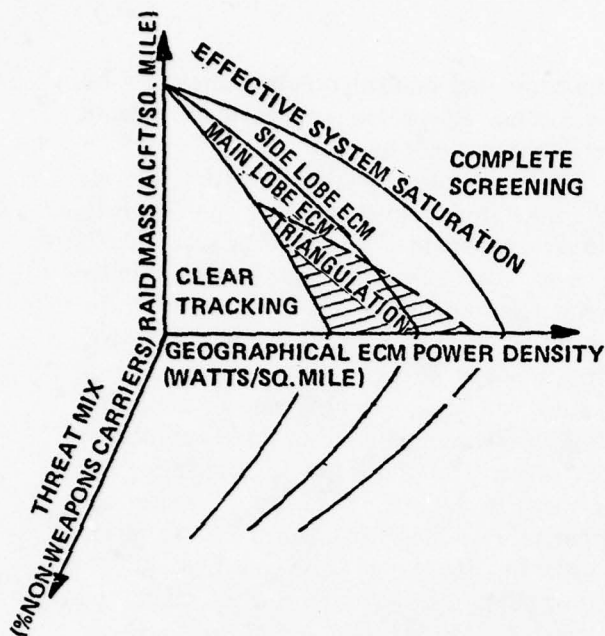 RAID MASS (ACFT/SQ. MILE)
EFFECTIVE SYSTEM SATURATION
COMPLETE
SCREENING
SIDE LOBE ECM
MAIN LOBE ECM
TRIANGULATION
CLEAR
TRACKING
GEOGRAPHICAL ECM POWER DENSITY
(WATTS/SQ. MILE)
THREAT MIX
(%NON-WEAPONS CARRIERS)